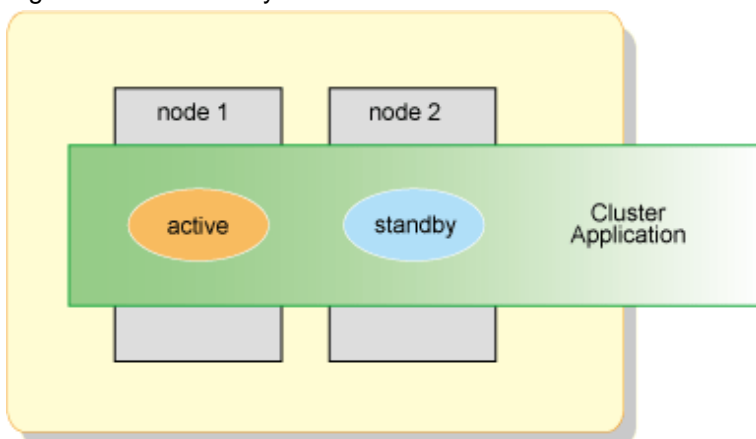 node 1
node 2
active
standby
Cluster
Application